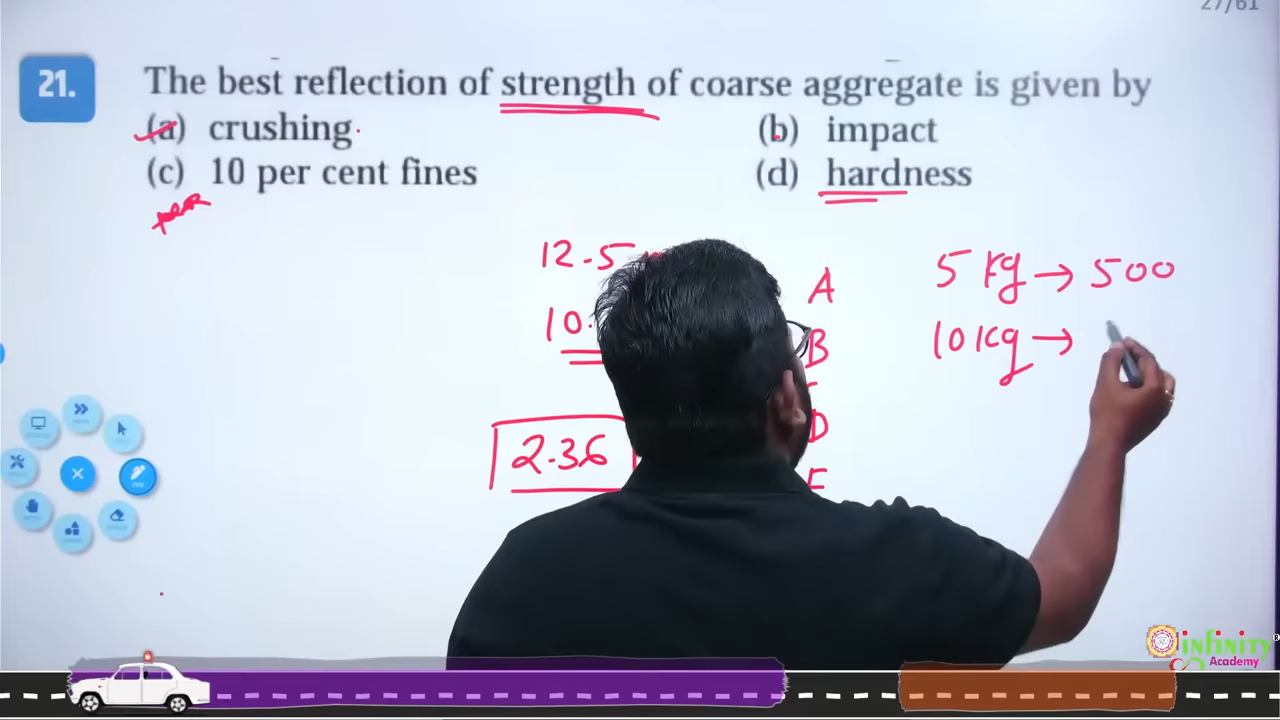 27/61
21. The best reflection of strength of coarse aggregate is given by
(a) crushing (b) impact
(c) 10 per cent fines (d) hardness
12.5
10.
2.36
A
B
D
E
5 kg → 500
10 kg →
infinity
Academy